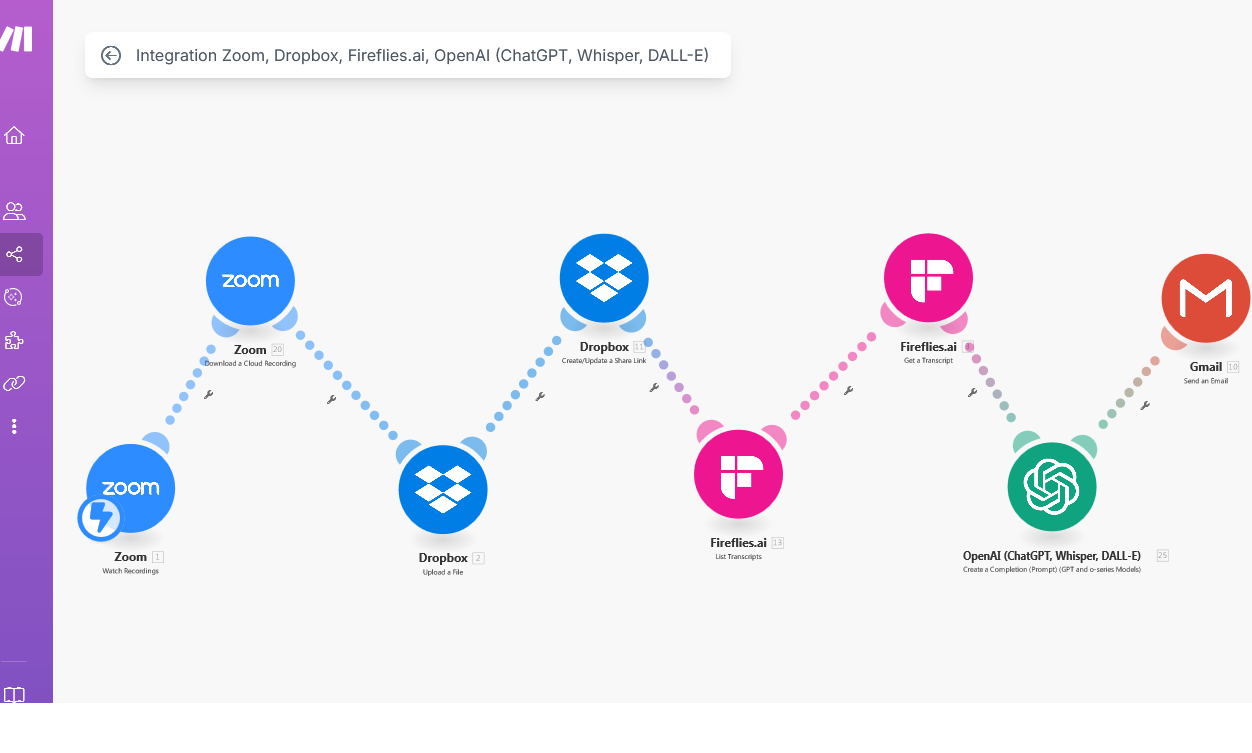 Integration Zoom, Dropbox, Fireflies.ai, OpenAI (ChatGPT, Whisper, DALL-E)
zoom
Zoom 20
Download a Cloud Recording
Dropbox 11
Create/Update a Share Link
Fireflies.ai
Get a Transcript
Gmail 10
Send an Email
zoom
Zoom 1
Watch Recordings
Dropbox 2
Upload a File
Fireflies.ai 13
List Transcripts
OpenAI (ChatGPT, Whisper, DALL-E) 25
Create a Completion (Prompt) (GPT and o-series Models)